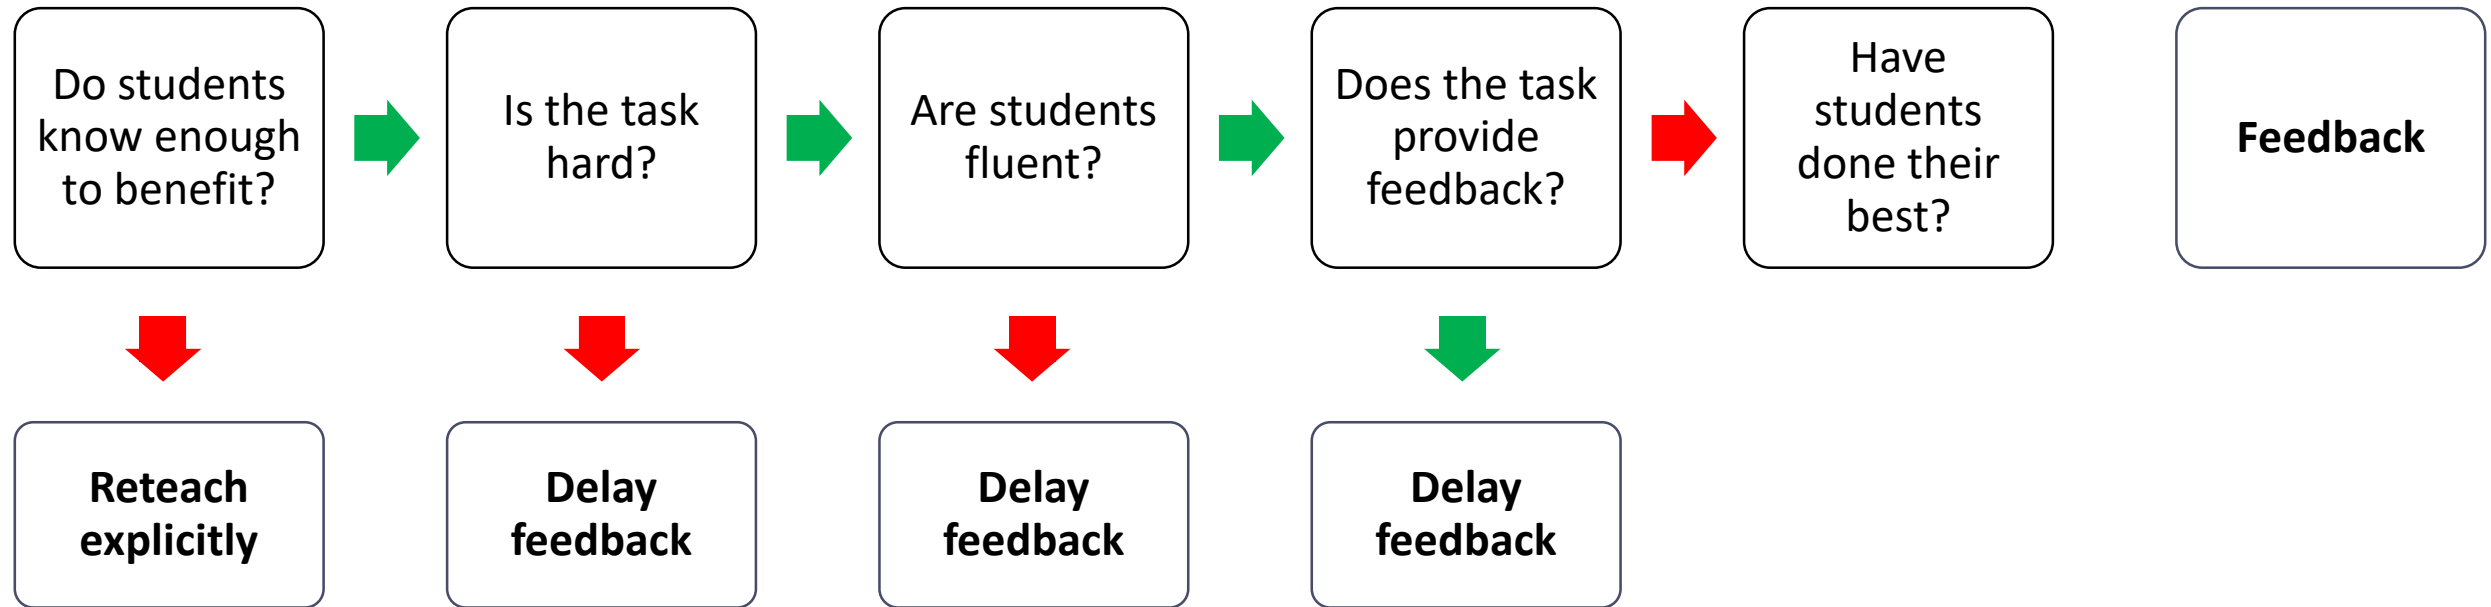 Do students
know enough
to benefit?
Is the task
hard?
Are students
fluent?
Does the task
provide
feedback?
Have
students
done their
best?
Feedback
Reteach
explicitly
Delay
feedback
Delay
feedback
Delay
feedback